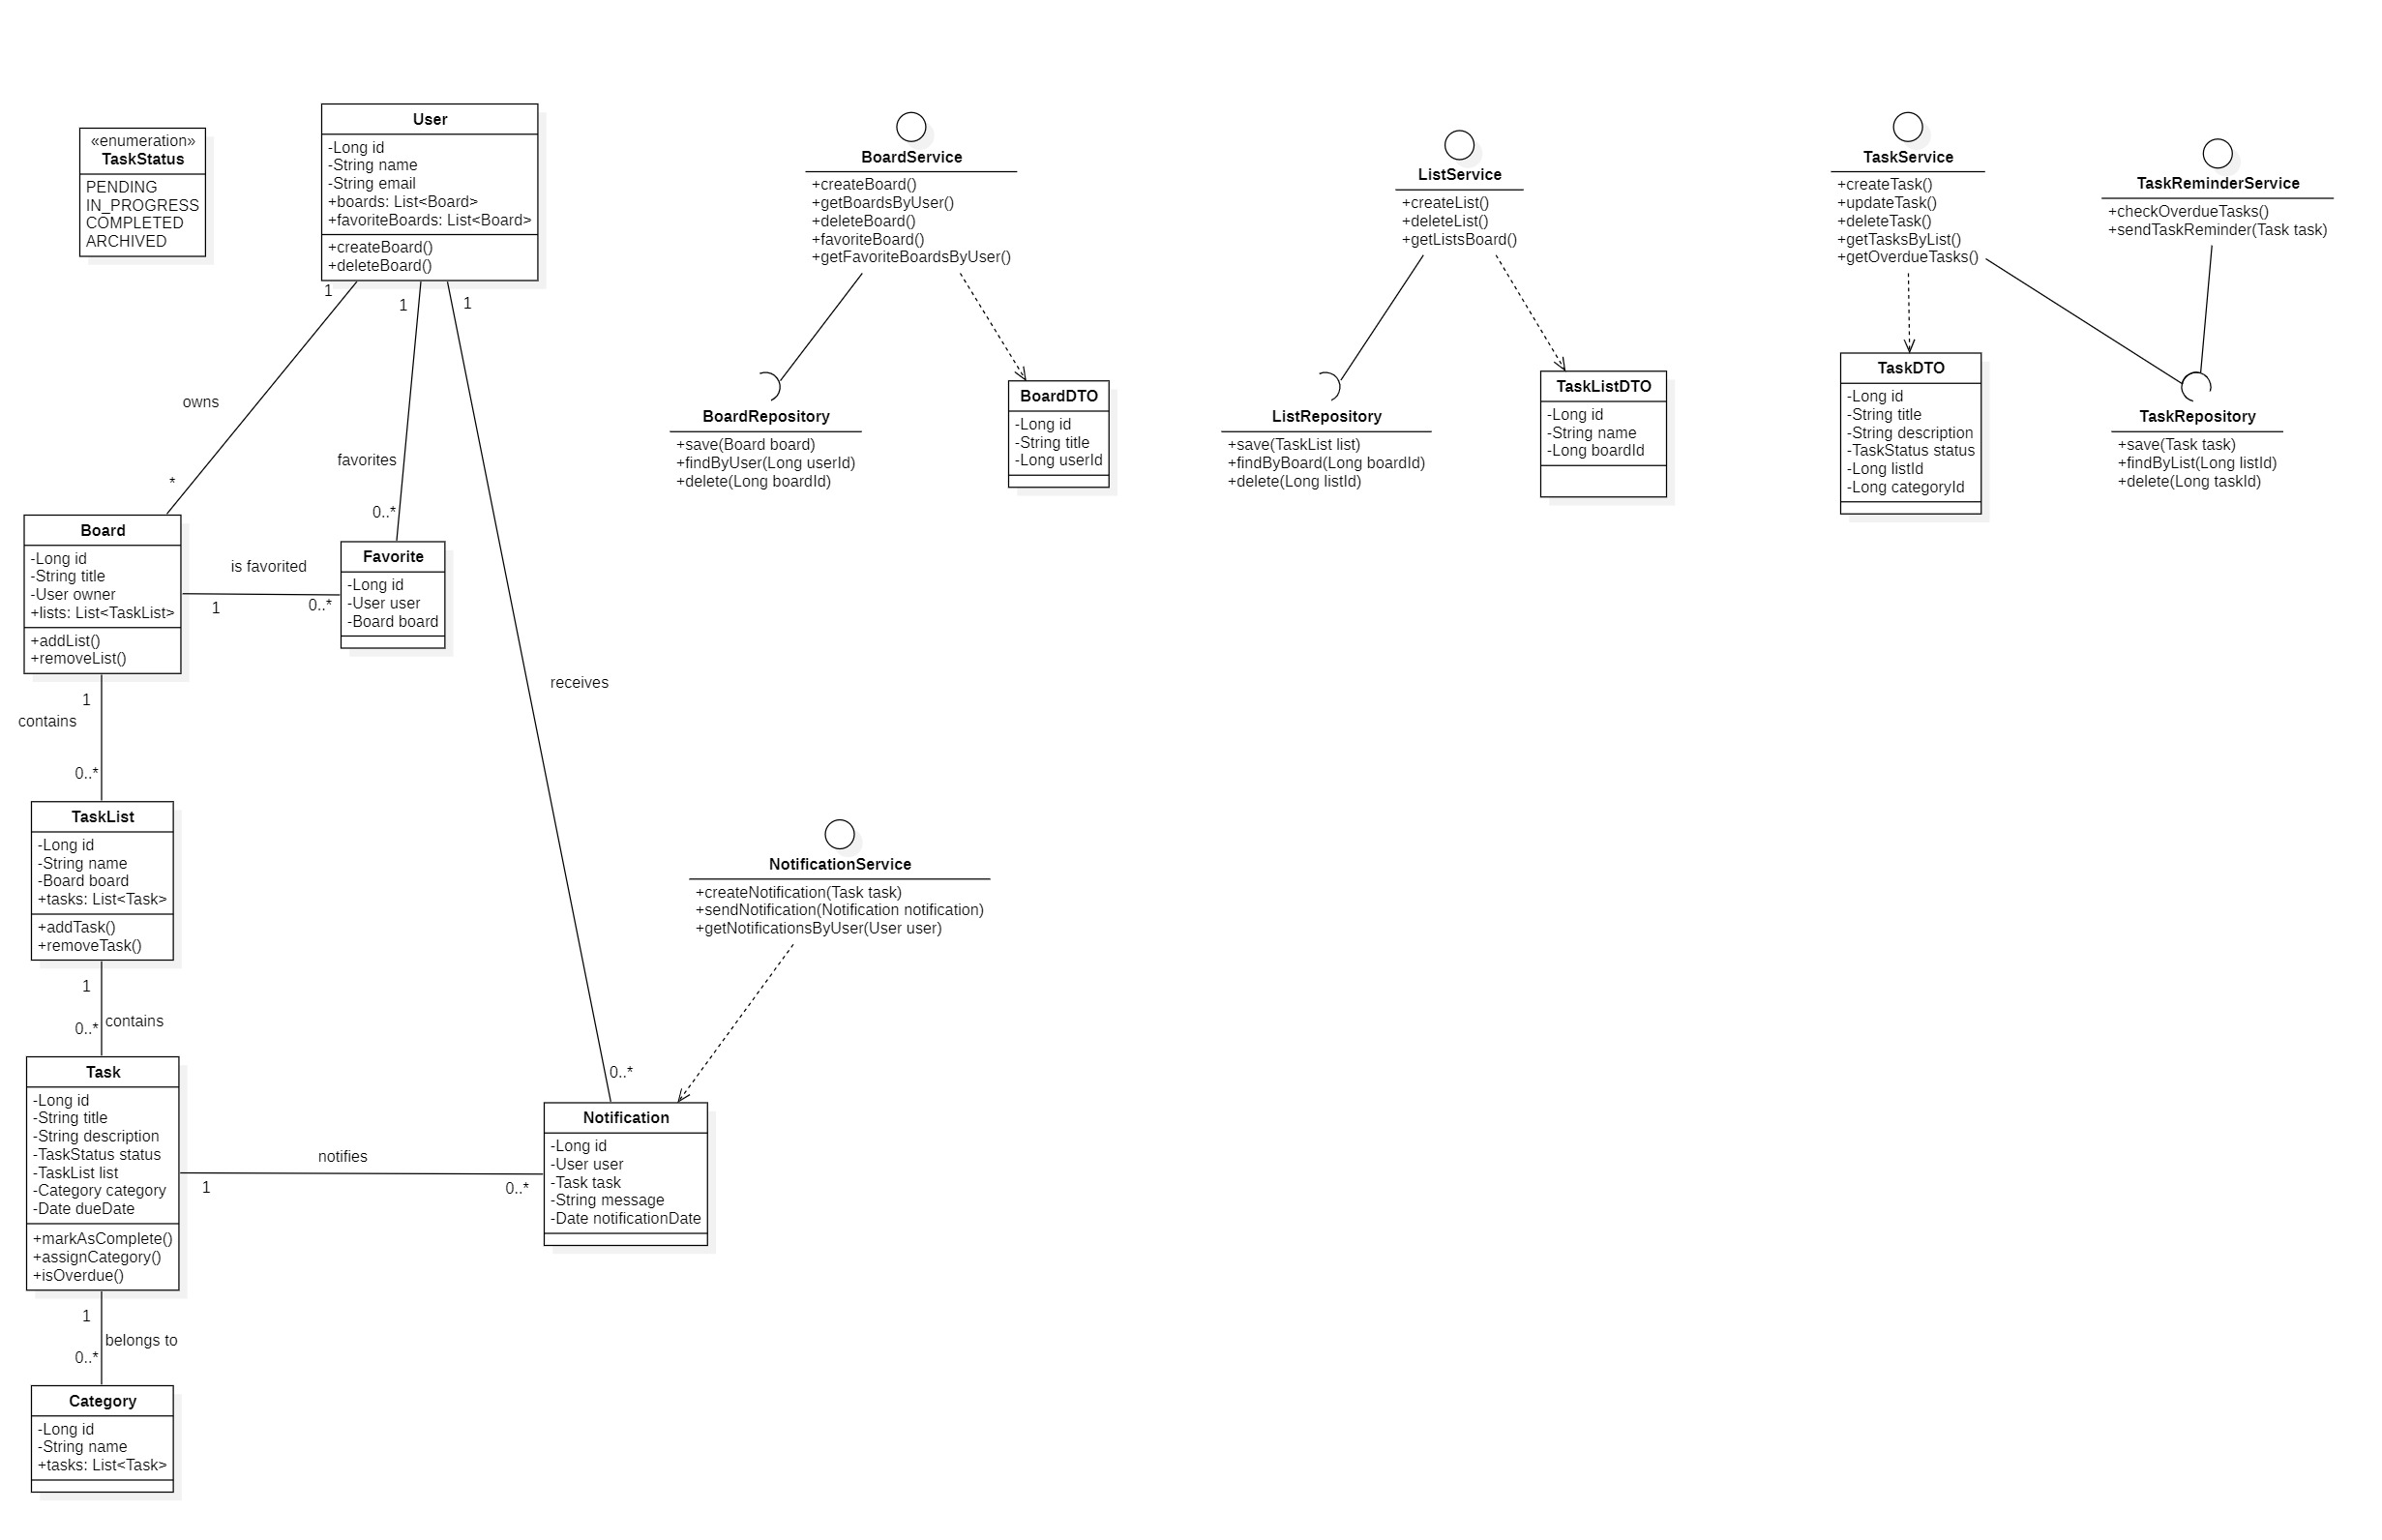 «enumeration»
TaskStatus
PENDING
IN_PROGRESS
COMPLETED
ARCHIVED
User
-Long id
-String name
-String email
+boards: List<Board>
+favoriteBoards: List<Board>
+createBoard()
+deleteBoard()
BoardService
+createBoard()
+getBoardsByUser()
+deleteBoard()
+favoriteBoard()
+getFavoriteBoardsByUser()
ListService
+createList()
+deleteList()
+getListsBoard()
TaskService
+createTask()
+updateTask()
+deleteTask()
+getTasksByList()
+getOverdueTasks()
TaskReminderService
+checkOverdueTasks()
+sendTaskReminder(Task task)
1
1
1
owns
*
favorites
0..*
BoardRepository
+save(Board board)
+findByUser(Long userId)
+delete(Long boardId)
BoardDTO
-Long id
-String title
-Long userId
ListRepository
+save(TaskList list)
+findByBoard(Long boardId)
+delete(Long listId)
TaskListDTO
-Long id
-String name
-Long boardId
TaskDTO
-Long id
-String title
-String description
-TaskStatus status
-Long listId
-Long categoryId
TaskRepository
+save(Task task)
+findByList(Long listId)
+delete(Long taskId)
Board
-Long id
-String title
-User owner
+lists: List<TaskList>
+addList()
+removeList()
is favorited
1
0..*
Favorite
-Long id
-User user
-Board board
receives
1
contains
0..*
TaskList
-Long id
-String name
-Board board
+tasks: List<Task>
+addTask()
+removeTask()
NotificationService
+createNotification(Task task)
+sendNotification(Notification notification)
+getNotificationsByUser(User user)
1
contains
0..*
0..*
Task
-Long id
-String title
-String description
-TaskStatus status
-TaskList list
-Category category
-Date dueDate
+markAsComplete()
+assignCategory()
+isOverdue()
notifies
1
0..*
Notification
-Long id
-User user
-Task task
-String message
-Date notificationDate
1
belongs to
0..*
Category
-Long id
-String name
+tasks: List<Task>